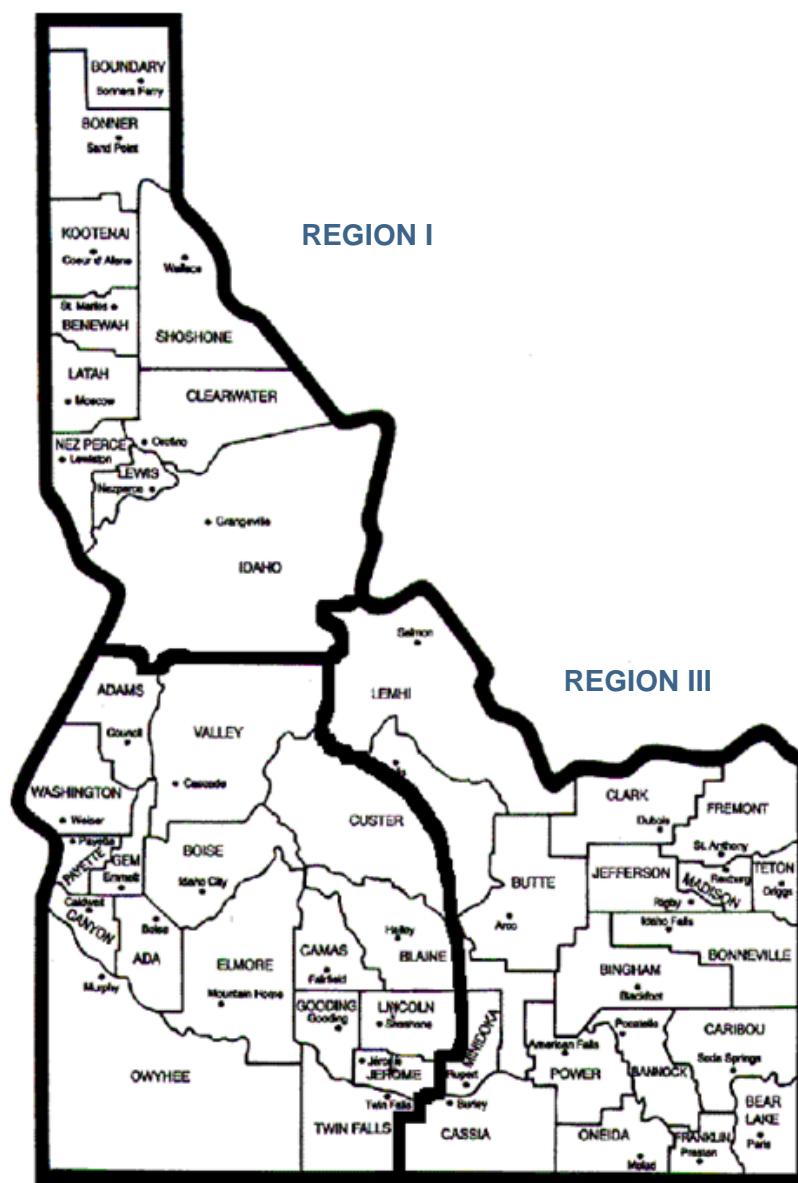 BOUNDARY
Bonners Ferry
BONNER
Sand Point
REGION I
KOOTENAI
Coeur d'Alene
Wallace
St. Maries
BENEWAH
SHOSHONE
LATAH
Moscow
CLEARWATER
NEZ PERCE
Orofino
Lewiston
LEWIS
Nezperce
Grangeville
IDAHO
Salmon
REGION III
LEMHI
ADAMS
Council
VALLEY
Cascade
WASHINGTON
Weiser
CUSTER
CLARK
Dubois
FREMONT
Payette
PAYETTE
GEM
Emmett
BOISE
Idaho City
St. Anthony
JEFFERSON
MADISON
Rexburg
TETON
Driggs
Rigby
BUTTE
Arco
Caldwell
CANYON
Boise
ADA
Idaho Falls
BONNEVILLE
Hailey
BLAINE
CAMAS
Fairfield
ELMORE
Mountain Home
Murphy
BINGHAM
Blackfoot
GOODING
Gooding
LINCOLN
Shoshone
MINIDOKA
Rupert
Jerome
JEROME
OWYHEE
American Falls
POWER
Pocatello
BANNOCK
CARIBOU
Soda Springs
Twin Falls
TWIN FALLS
Burley
CASSIA
ONEIDA
Malad
FRANKLIN
Preston
BEAR
LAKE
Paris